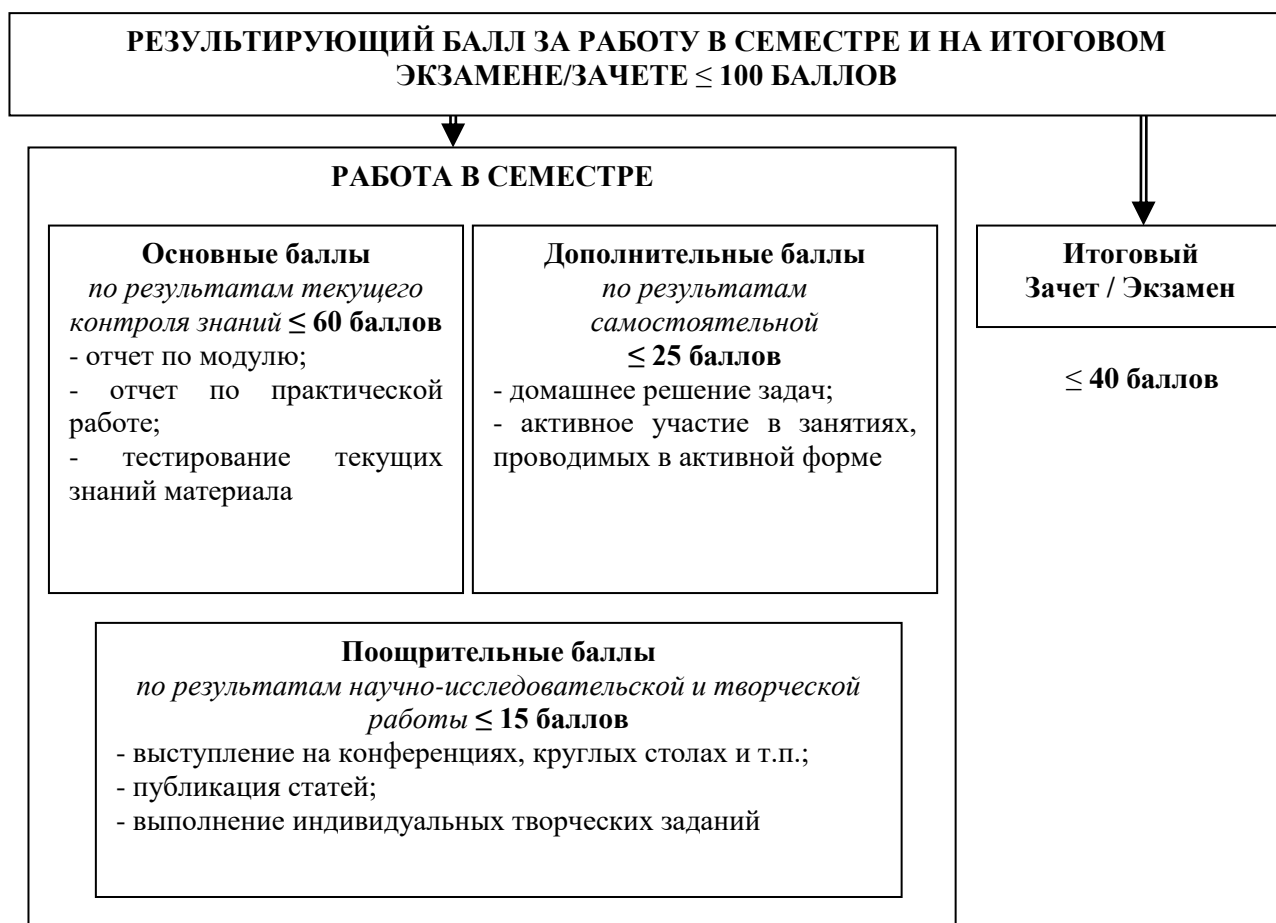 РЕЗУЛЬТИРУЮЩИЙ БАЛЛ ЗА РАБОТУ В СЕМЕСТРЕ И НА ИТОГОВОМ
ЭКЗАМЕНЕ/ЗАЧЕТЕ ≤ 100 БАЛЛОВ
РАБОТА В СЕМЕСТРЕ
Основные баллы
по результатам текущего
контроля знаний ≤ 60 баллов
- отчет по модулю;
- отчет по практической
работе;
- тестирование текущих
знаний материала
Дополнительные баллы
по результатам
самостоятельной
≤ 25 баллов
- домашнее решение задач;
- активное участие в занятиях,
проводимых в активной форме
Поощрительные баллы
по результатам научно-исследовательской и творческой
работы ≤ 15 баллов
- выступление на конференциях, круглых столах и т.п.;
- публикация статей;
- выполнение индивидуальных творческих заданий
Итоговый
Зачет / Экзамен
≤ 40 баллов